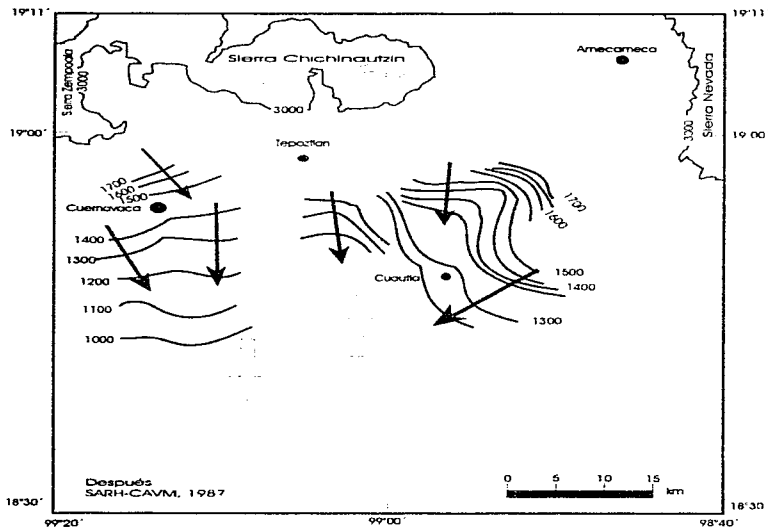 19°11'
19°11'
Sierra Chichinautzin
Amecameca
Sierra Zempoala
3000
3000
3000
Sierra Nevada
19°00'
19°00'
Tepoztlan
1700
1600
1500
1700
1600
Cuernavaca
1400
1300
1200
1100
1000
Cuautla
1500
1400
1300
Después
SARH-CAVM, 1987
0 5 10 15
km
18°30'
18°30'
99°20'
99°00'
98°40'